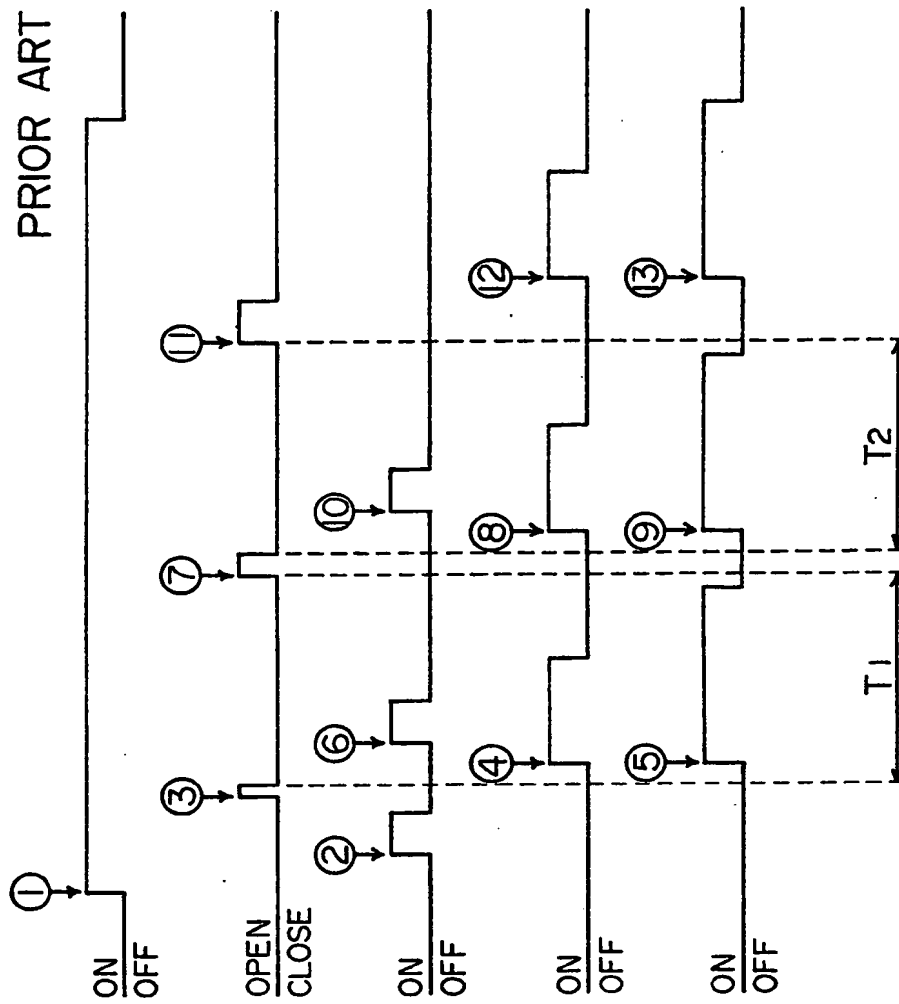 PRIOR ART
①
ON
OFF
③ ⑦ ⑪
OPEN
CLOSE
② ⑥ ⑩
ON
OFF
④ ⑧ ⑫
ON
OFF
⑤ ⑨ ⑬
ON
OFF
T1 T2